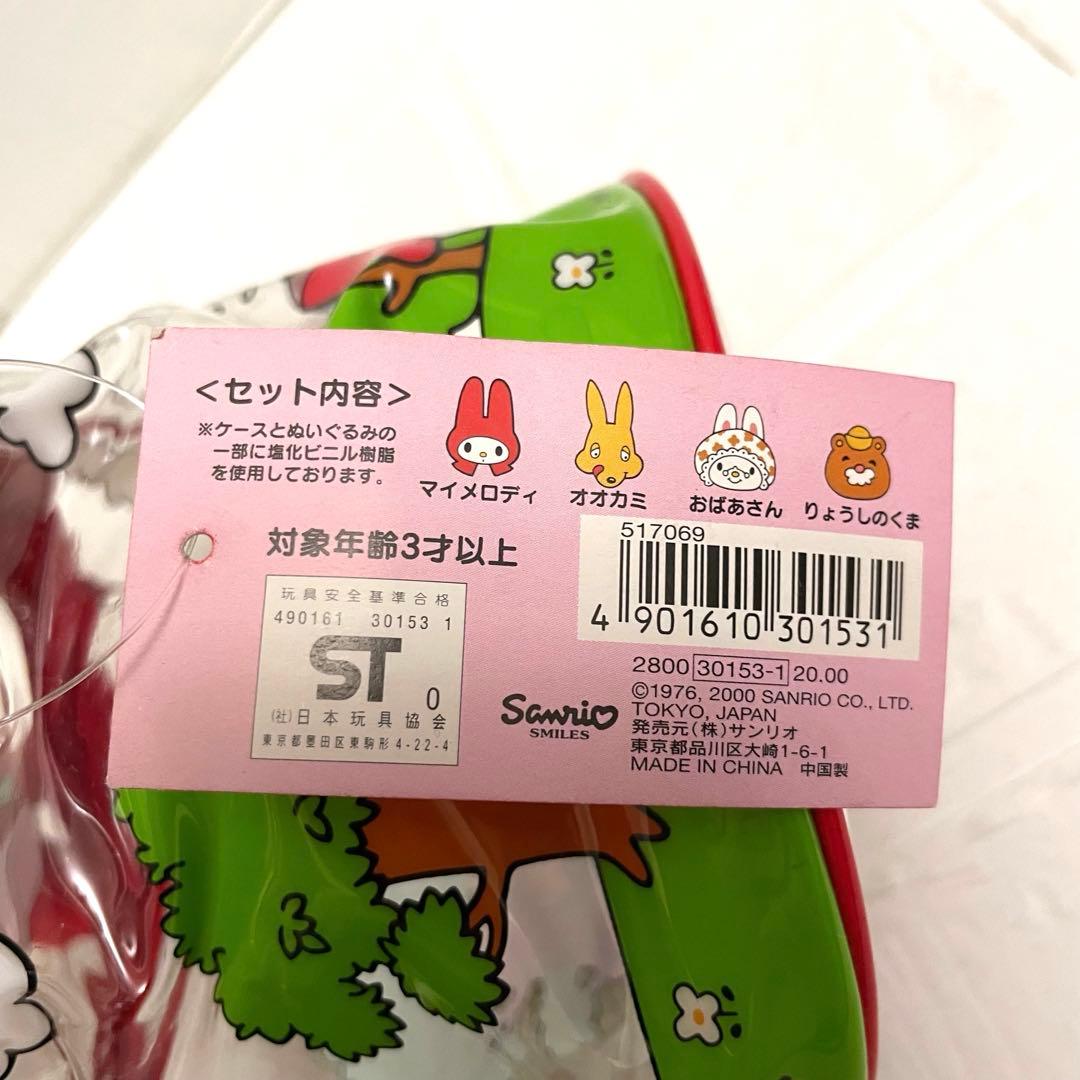 <セット内容>
※ケースとぬいぐるみの
一部に塩化ビニル樹脂
を使用しております。
マイメロディ
オオカミ
おばあさん
りょうしのくま
対象年齢3才以上
玩具安全基準合格
490161 30153 1
ST
0
(社)日本玩具協会
東京都墨田区東駒形4-22-4
517069
4 901610 301531
2800 30153-1 20.00
©1976, 2000 SANRIO CO., LTD.
TOKYO, JAPAN
発売元(株)サンリオ
東京都品川区大崎1-6-1
MADE IN CHINA 中国製
Sanrio
SMILES